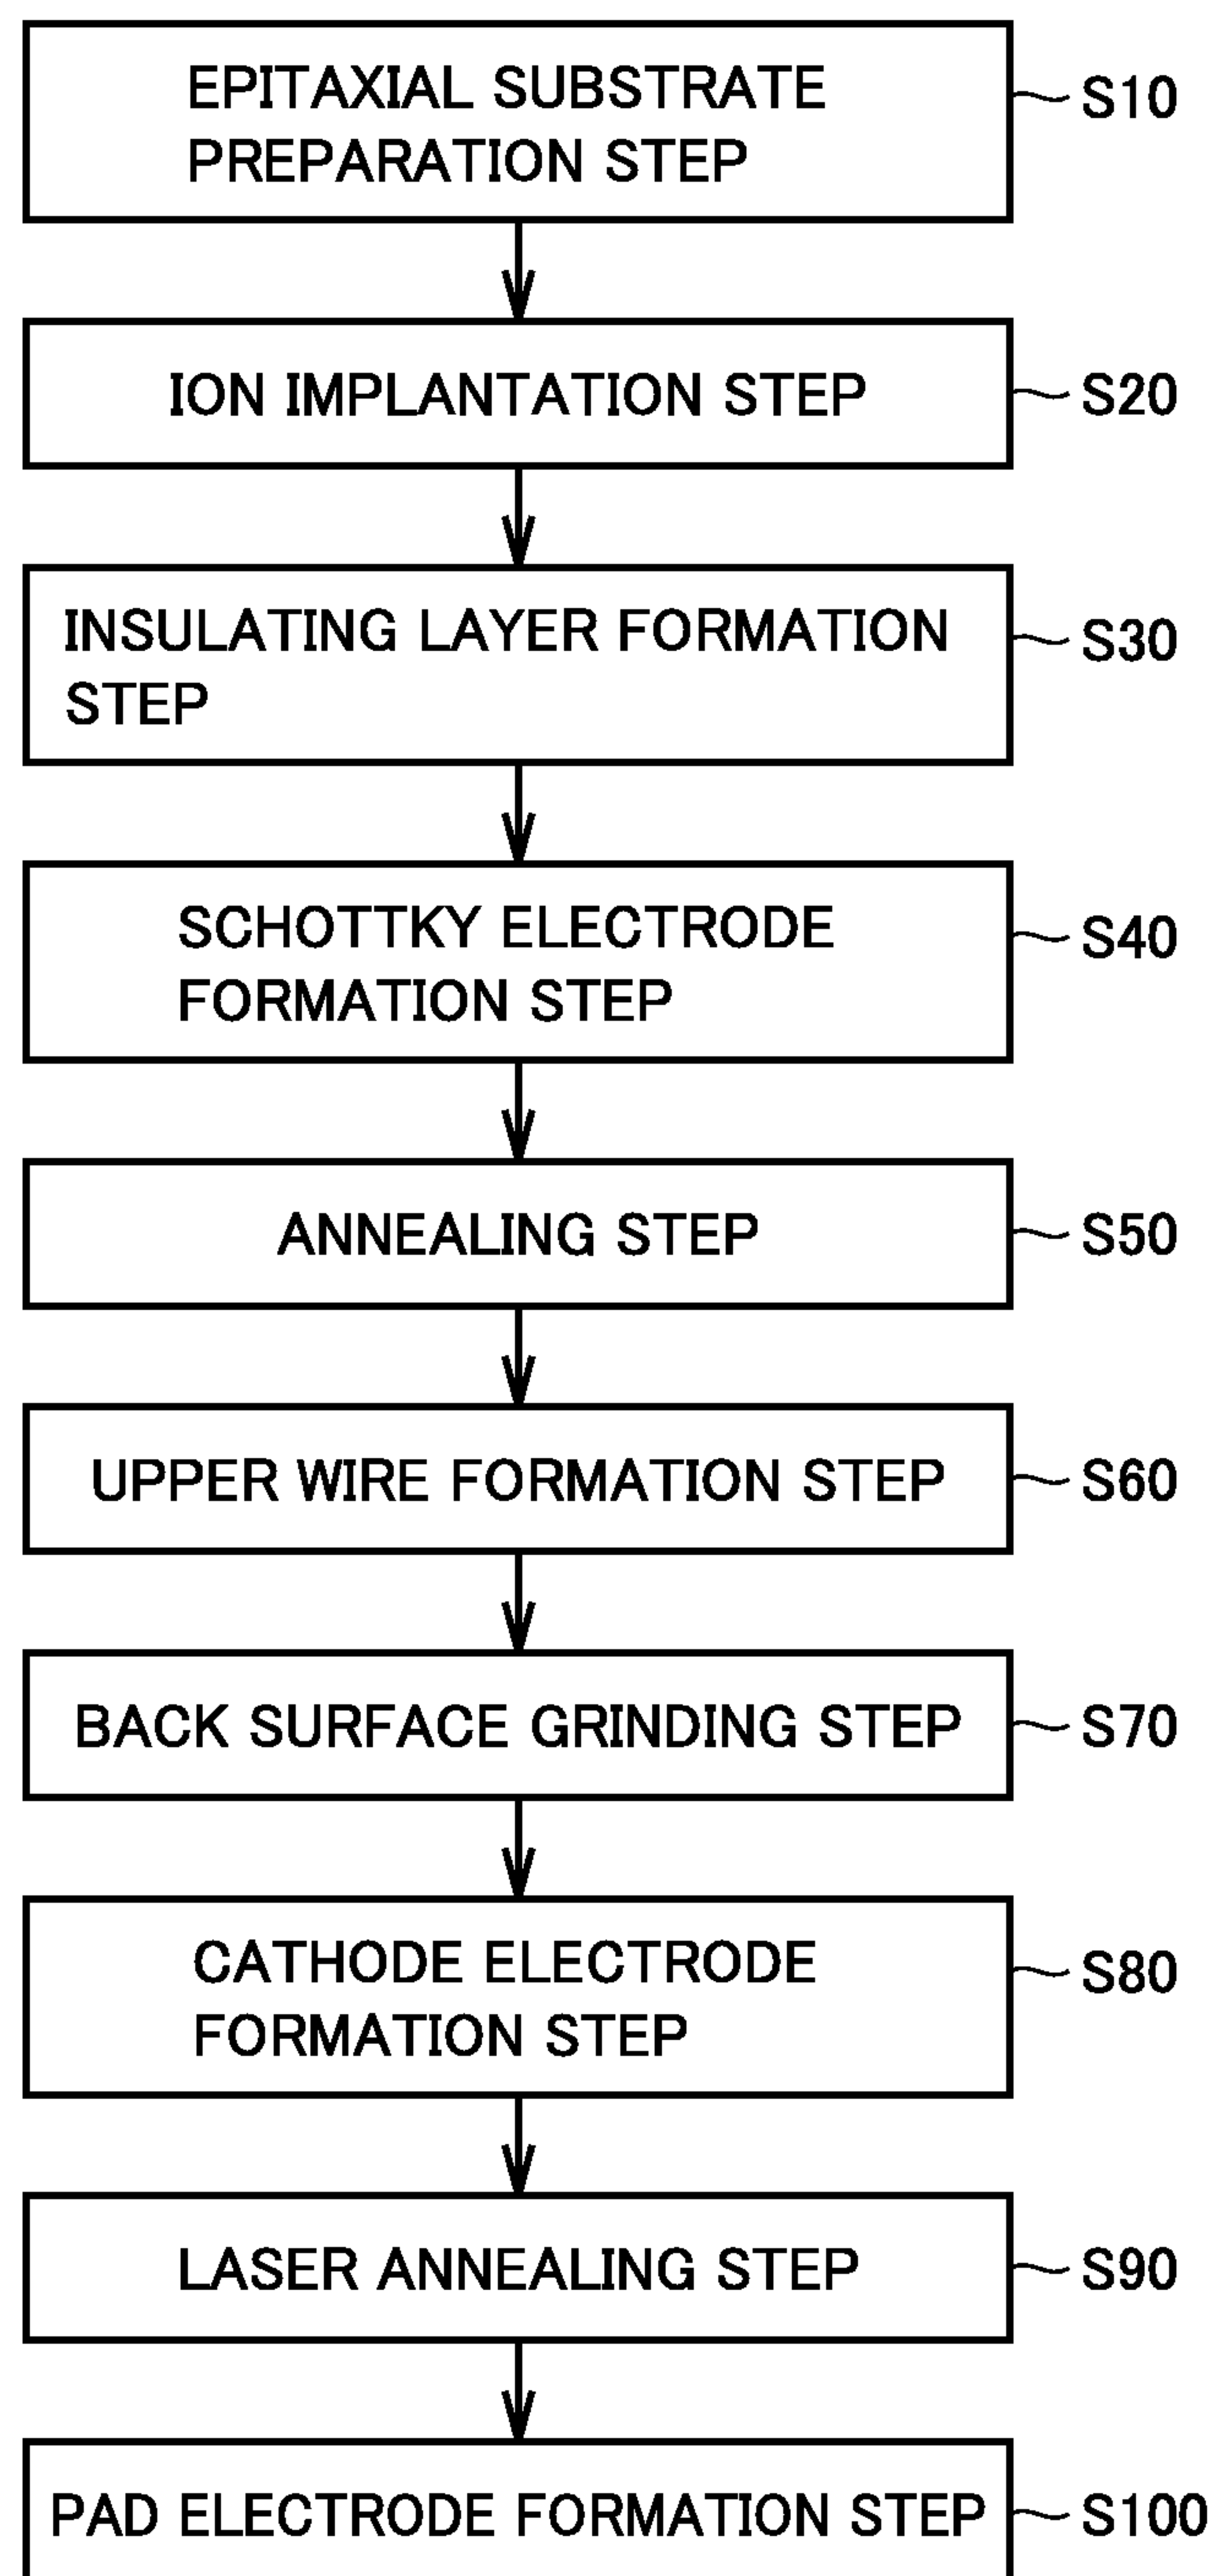 EPITAXIAL SUBSTRATE
PREPARATION STEP
S10
ION IMPLANTATION STEP
S20
INSULATING LAYER FORMATION
STEP
S30
SCHOTTKY ELECTRODE
FORMATION STEP
S40
ANNEALING STEP
S50
UPPER WIRE FORMATION STEP
S60
BACK SURFACE GRINDING STEP
S70
CATHODE ELECTRODE
FORMATION STEP
S80
LASER ANNEALING STEP
S90
PAD ELECTRODE FORMATION STEP
S100